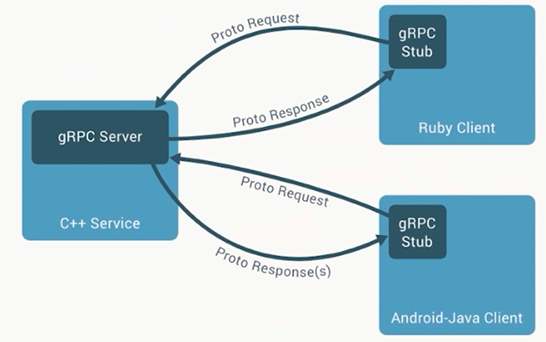 Proto Request
gRPC
Stub
Proto Response
Ruby Client
gRPC Server
C++ Service
Proto Request
gRPC
Stub
Proto Response(s)
Android-Java Client